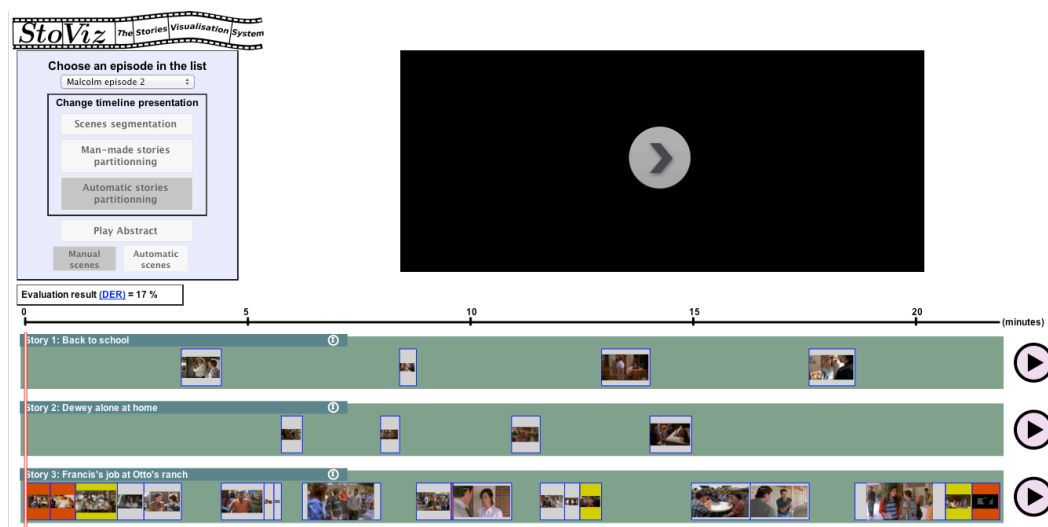 StoViz The Stories Visualisation System
Choose an episode in the list
Malcolm episode 2
Change timeline presentation
Scenes segmentation
Man-made stories
partitionning
Automatic stories
partitionning
Play Abstract
Manual
scenes
Automatic
scenes
Evaluation result (DER) = 17 %
0 5 10 15 20
(minutes)
Story 1: Back to school
Story 2: Dewey alone at home
Story 3: Francis's job at Otto's ranch